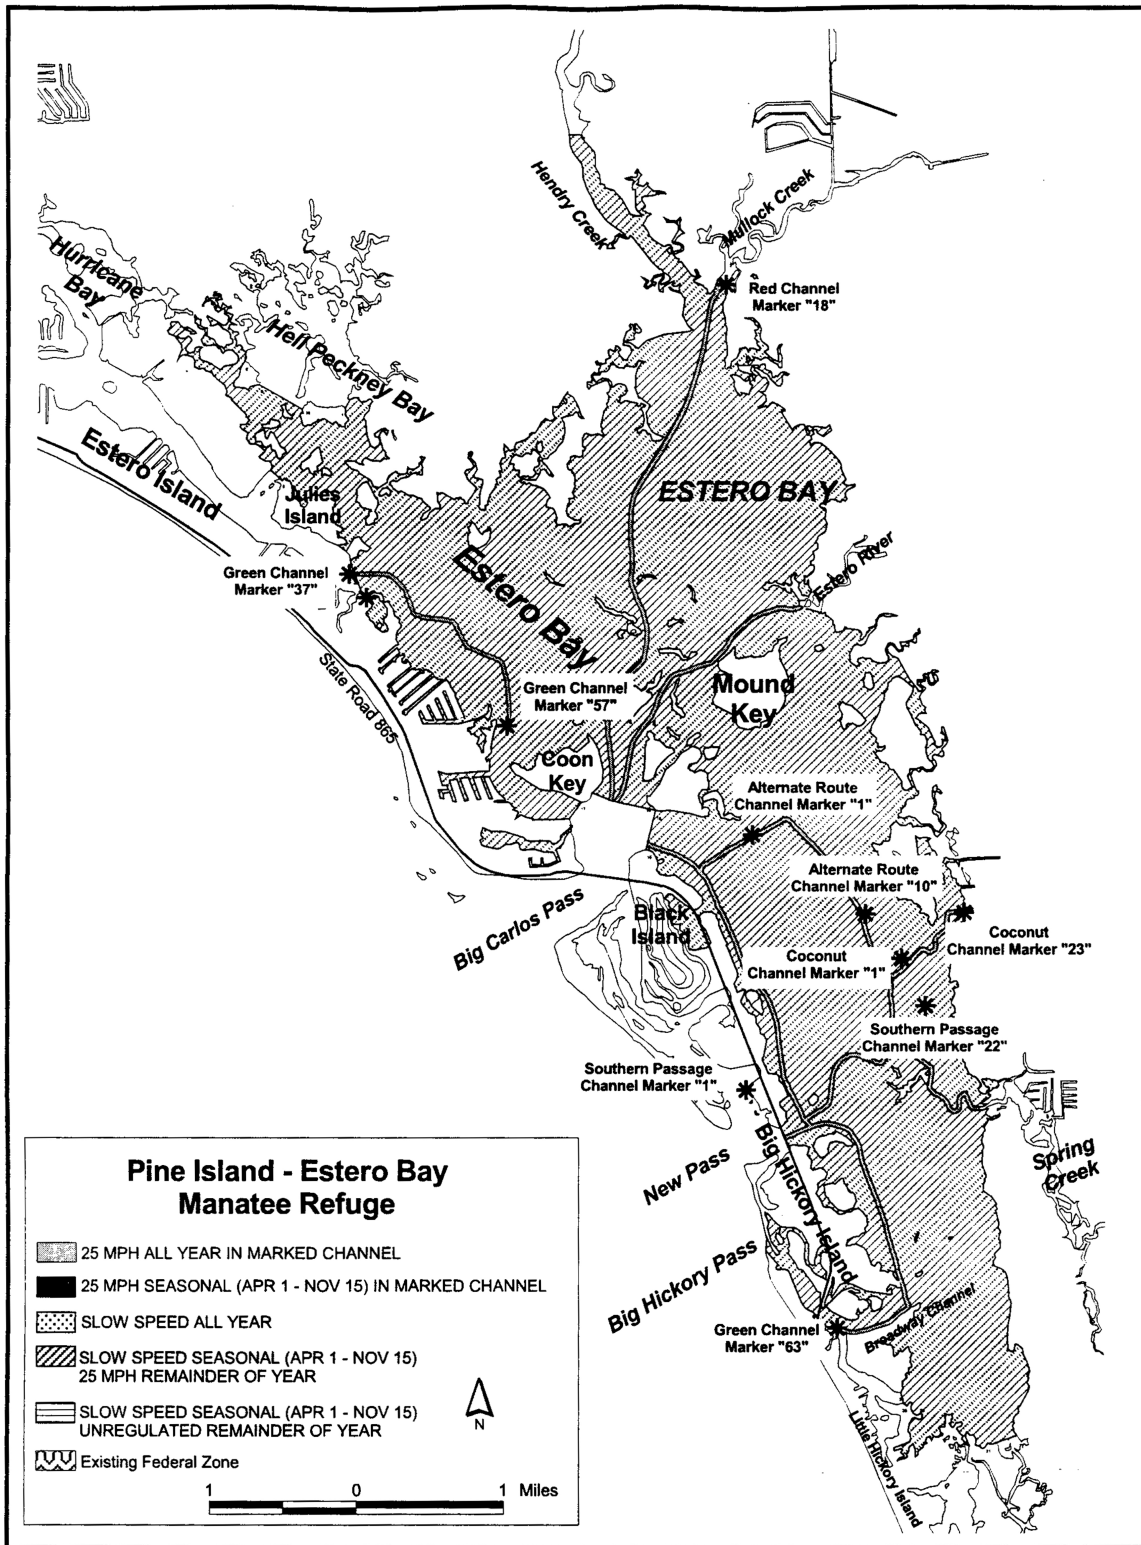 Hendry Creek
Mullock Creek
Red Channel
Marker "18"
Hurricane
Bay
Hell Peckney Bay
Estero Island
Julies
Island
ESTERO BAY
Estero Bay
Estero River
Green Channel
Marker "37"
State Road 865
Green Channel
Marker "57"
Mound
Key
Coon
Key
Alternate Route
Channel Marker "1"
Alternate Route
Channel Marker "10"
Big Carlos Pass
Black
Island
Coconut
Channel Marker "1"
Coconut
Channel Marker "23"
Southern Passage
Channel Marker "22"
Southern Passage
Channel Marker "1"
New Pass
Big Hickory Island
Spring
Creek
Big Hickory Pass
Green Channel
Marker "63"
Broadway Channel
Little Hickory Island
Pine Island - Estero Bay
Manatee Refuge
25 MPH ALL YEAR IN MARKED CHANNEL
25 MPH SEASONAL (APR 1 - NOV 15) IN MARKED CHANNEL
SLOW SPEED ALL YEAR
SLOW SPEED SEASONAL (APR 1 - NOV 15)
25 MPH REMAINDER OF YEAR
SLOW SPEED SEASONAL (APR 1 - NOV 15)
UNREGULATED REMAINDER OF YEAR
Existing Federal Zone
N
1 0 1 Miles